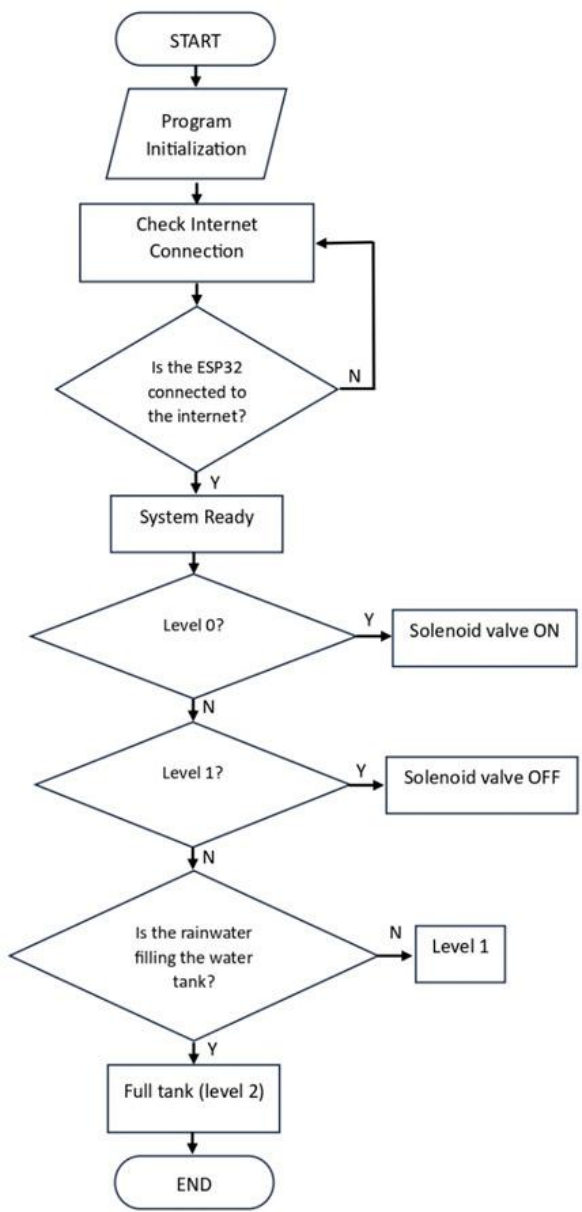 START
Program
Initialization
Check Internet
Connection
Is the ESP32
connected to
the internet?
N
Y
System Ready
Level 0?
Y
Solenoid valve ON
N
Level 1?
Y
Solenoid valve OFF
N
Is the rainwater
filling the water
tank?
N
Level 1
Y
Full tank (level 2)
END